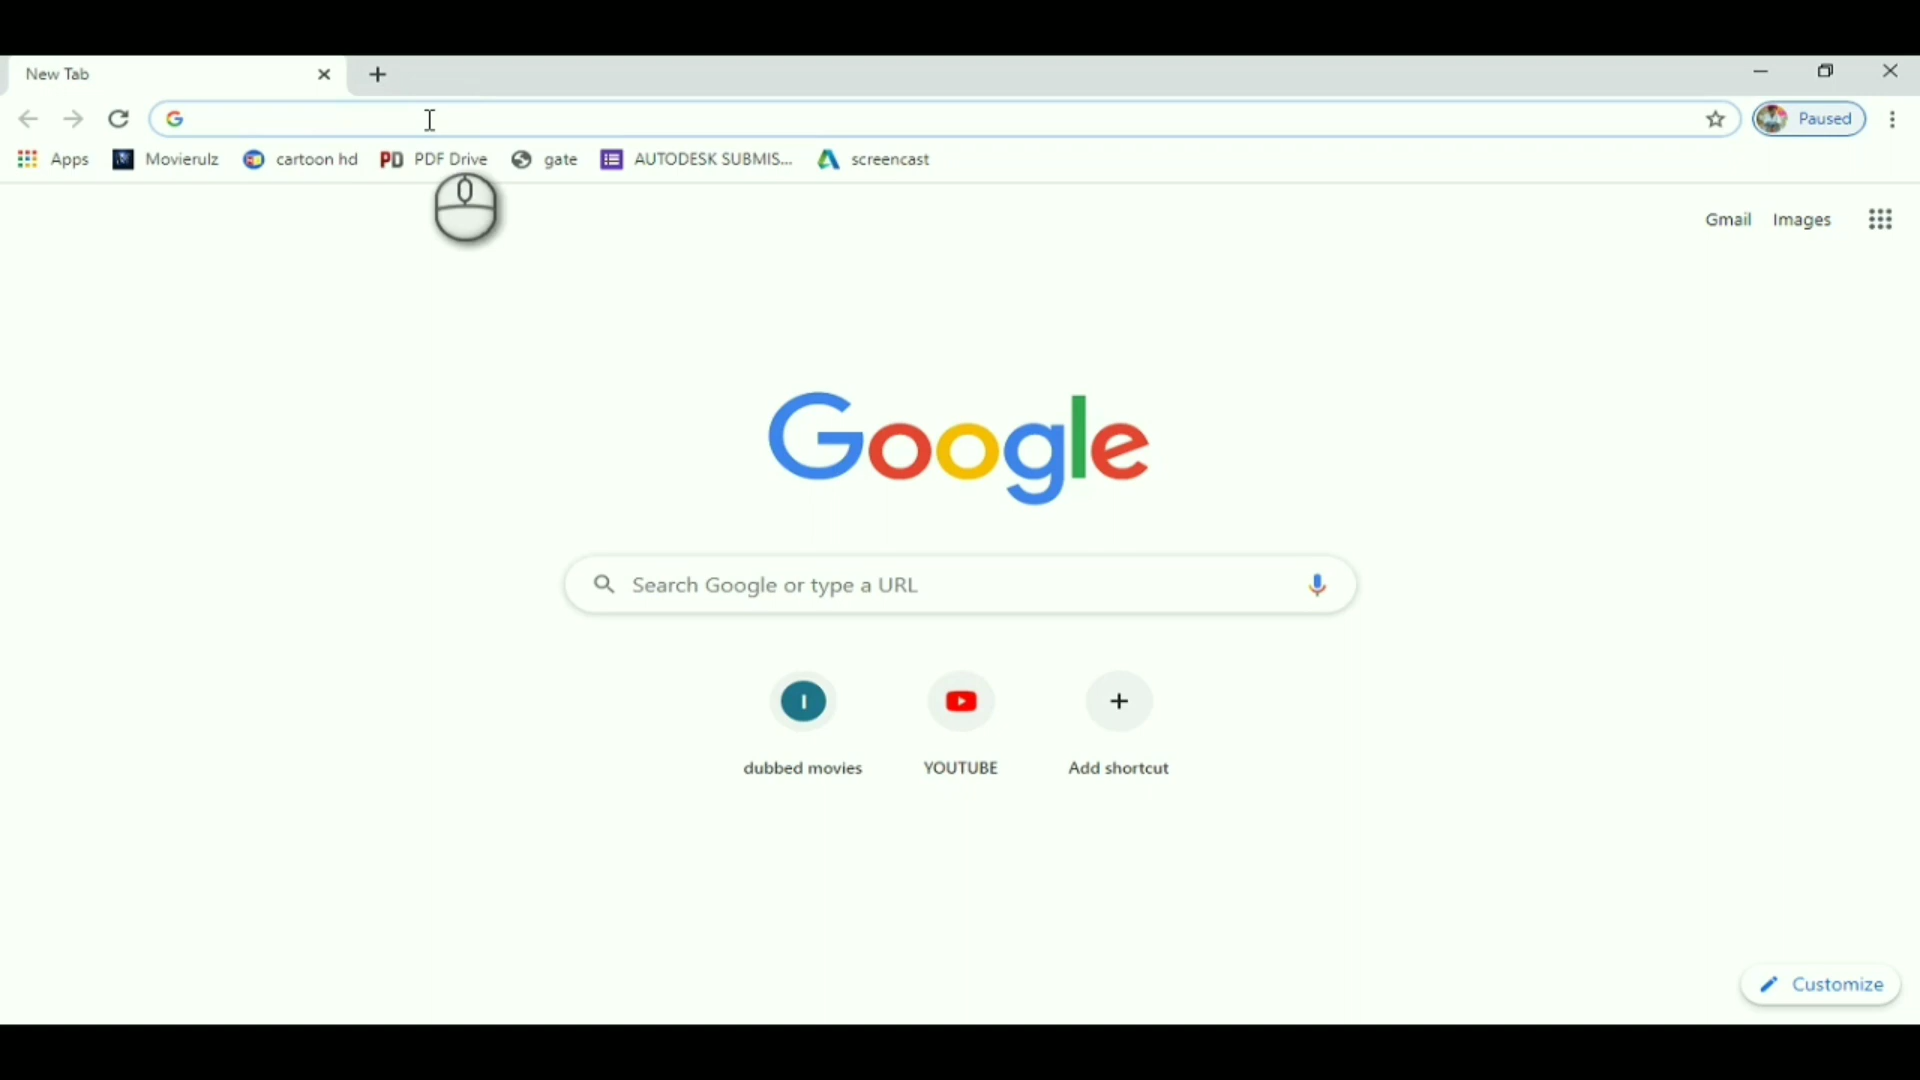 New Tab
Paused
Apps Movierulz cartoon hd PDF Drive gate AUTODESK SUBMIS... screencast
Gmail Images
Google
Search Google or type a URL
dubbed movies YOUTUBE Add shortcut
Customize